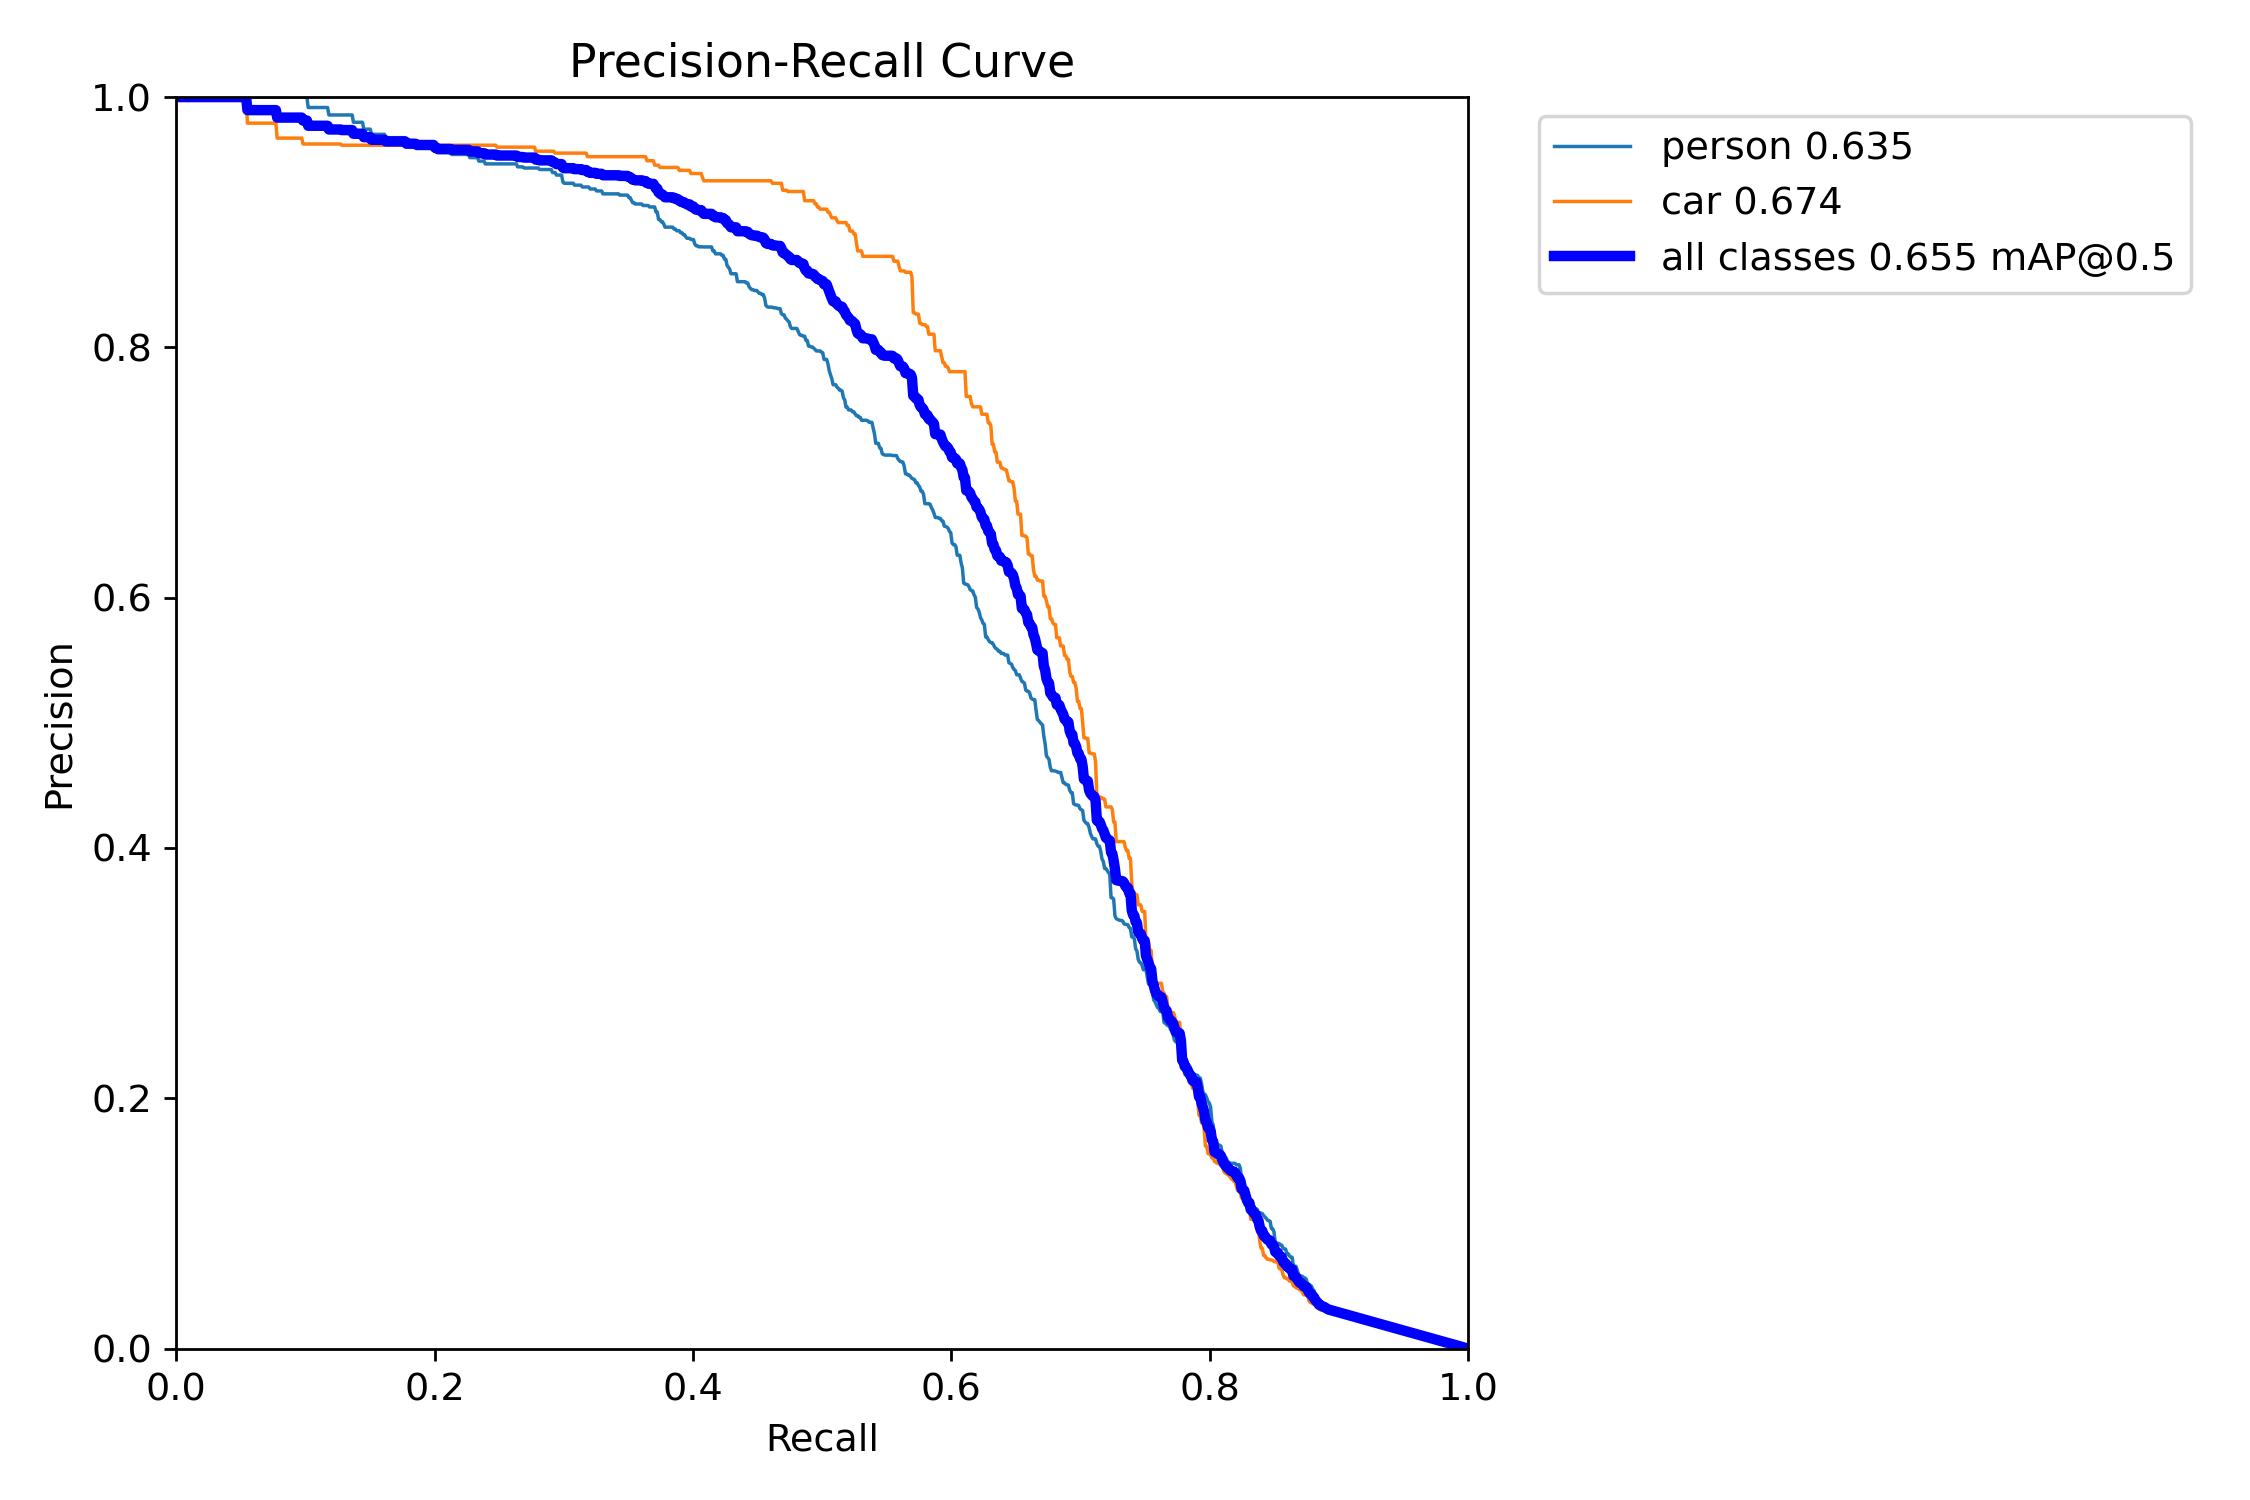 Precision-Recall Curve
1.0
0.8
0.6
0.4
0.2
0.0
Precision
0.0 0.2 0.4 0.6 0.8 1.0
Recall
person 0.635
car 0.674
all classes 0.655 mAP@0.5